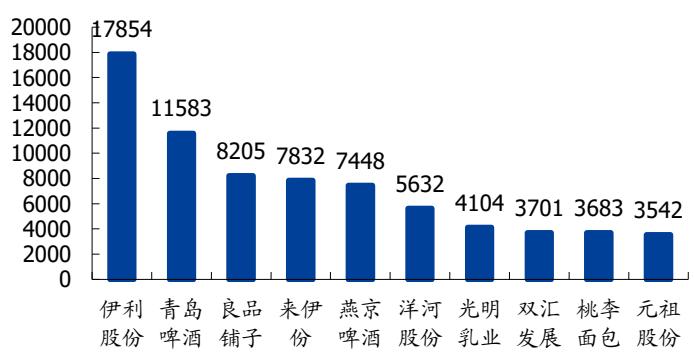 20000
18000
16000
14000
12000
10000
8000
6000
4000
2000
0
17854
11583
8205
7832
7448
5632
4104
3701
3683
3542
伊利
股份
青岛
啤酒
良品
铺子
来伊
份
燕京
啤酒
洋河
股份
光明
乳业
双汇
发展
桃李
面包
元祖
股份